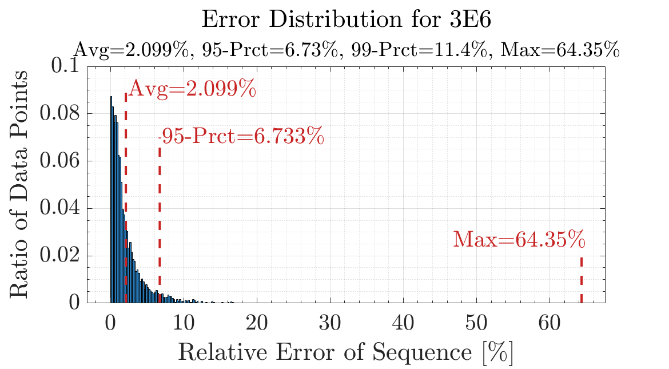 Error Distribution for 3E6
Avg=2.099%, 95-Prct=6.73%, 99-Prct=11.4%, Max=64.35%
0.1
0.08
0.06
0.04
0.02
0
Ratio of Data Points
Avg=2.099%
95-Prct=6.733%
Max=64.35%
0 10 20 30 40 50 60
Relative Error of Sequence [%]